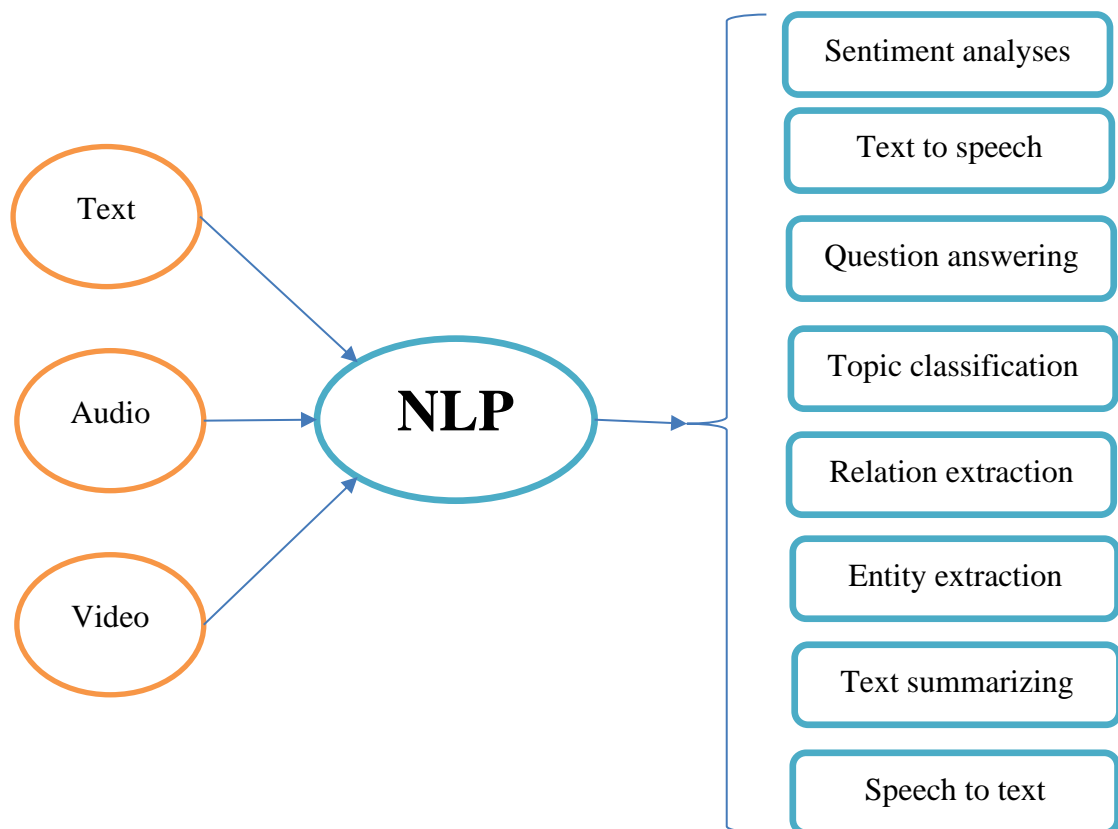 Text
Audio
Video
NLP
Sentiment analyses
Text to speech
Question answering
Topic classification
Relation extraction
Entity extraction
Text summarizing
Speech to text